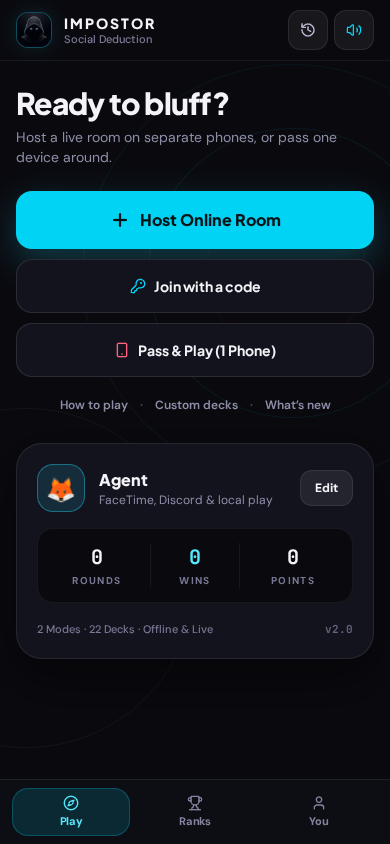 IMPOSTOR
Social Deduction
Ready to bluff?
Host a live room on separate phones, or pass one
device around.
Host Online Room
Join with a code
Pass & Play (1 Phone)
How to play · Custom decks · What's new
Agent
FaceTime, Discord & local play
Edit
0 0 0
ROUNDS WINS POINTS
2 Modes · 22 Decks · Offline & Live v2.0
Play Ranks You